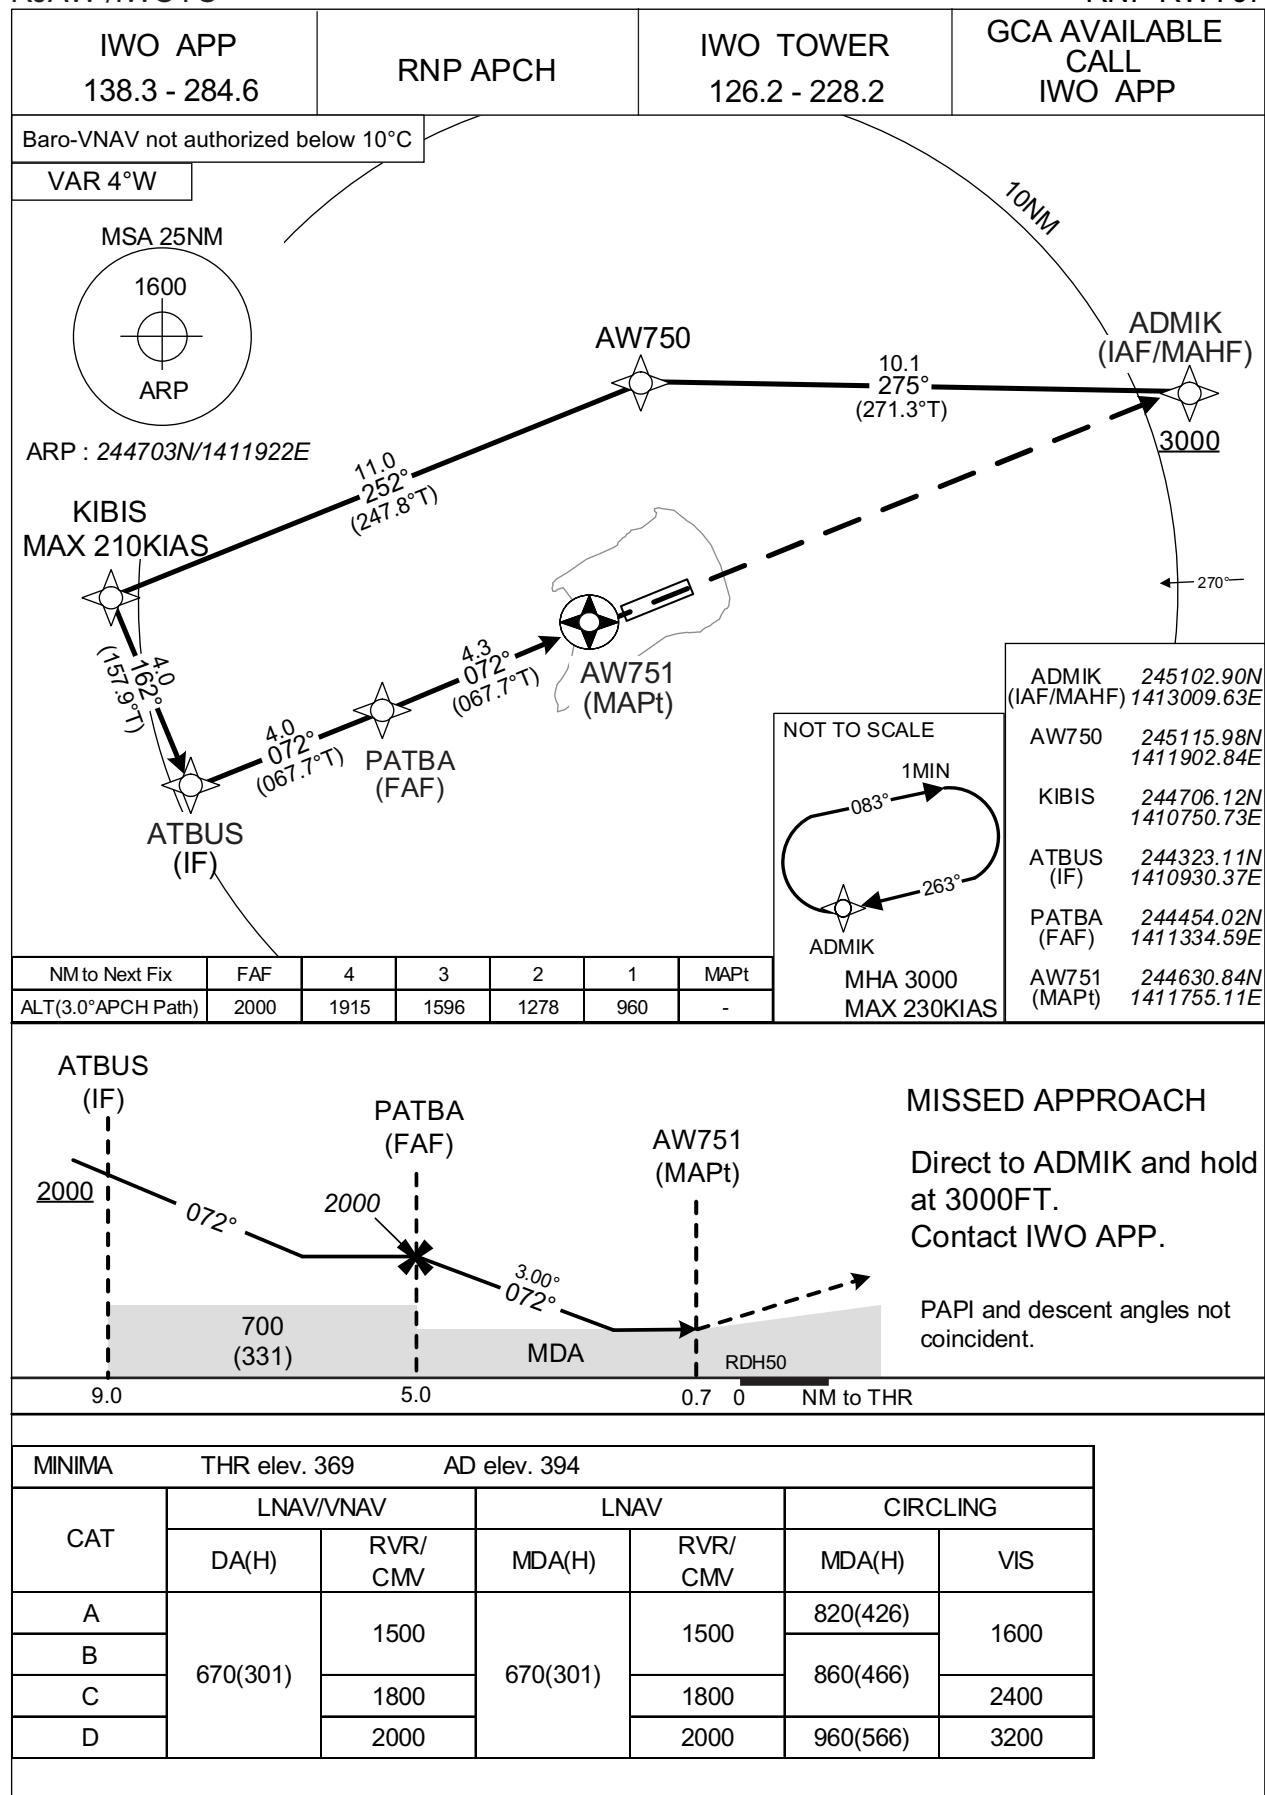 IWO APP
138.3 - 284.6
RNP APCH
IWO TOWER
126.2 - 228.2
GCA AVAILABLE
CALL
IWO APP
Baro-VNAV not authorized below 10°C
VAR 4°W
MSA 25NM
1600
ARP
ARP : 244703N/1411922E
10NM
AW750
ADMIK
(IAF/MAHF)
3000
10.1
275°
(271.3°T)
11.0
252°
(247.8°T)
KIBIS
MAX 210KIAS
4.0
162°
(157.9°T)
270°
4.3
072°
(067.7°T)
AW751
(MAPt)
4.0
072°
(067.7°T)
PATBA
(FAF)
ATBUS
(IF)
NOT TO SCALE
1MIN
083°
263°
ADMIK
MHA 3000
MAX 230KIAS
ADMIK 245102.90N
(IAF/MAHF) 1413009.63E
AW750 245115.98N
1411902.84E
KIBIS 244706.12N
1410750.73E
ATBUS 244323.11N
(IF) 1410930.37E
PATBA 244454.02N
(FAF) 1411334.59E
AW751 244630.84N
(MAPt) 1411755.11E
NM to Next Fix FAF 4 3 2 1 MAPt
ALT(3.0°APCH Path) 2000 1915 1596 1278 960 -
ATBUS
(IF)
PATBA
(FAF)
AW751
(MAPt)
2000
072°
2000
3.00°
072°
700
(331)
MDA
RDH50
9.0 5.0 0.7 0 NM to THR
MISSED APPROACH
Direct to ADMIK and hold
at 3000FT.
Contact IWO APP.
PAPI and descent angles not
coincident.
MINIMA THR elev. 369 AD elev. 394
CAT LNAV/VNAV LNAV CIRCLING
DA(H) RVR/ CMV MDA(H) RVR/ CMV MDA(H) VIS
A 670(301) 1500 670(301) 1500 820(426) 1600
B 860(466)
C 1800 1800 2400
D 2000 2000 960(566) 3200